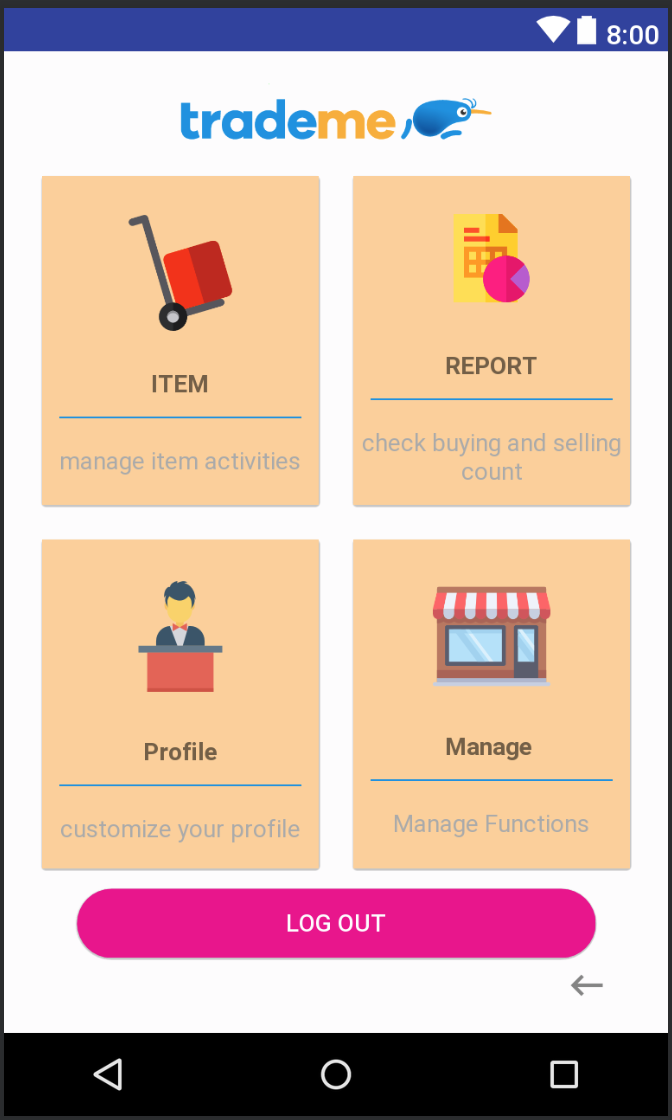 8:00
trademe
ITEM
manage item activities
REPORT
check buying and selling
count
Profile
customize your profile
Manage
Manage Functions
LOG OUT